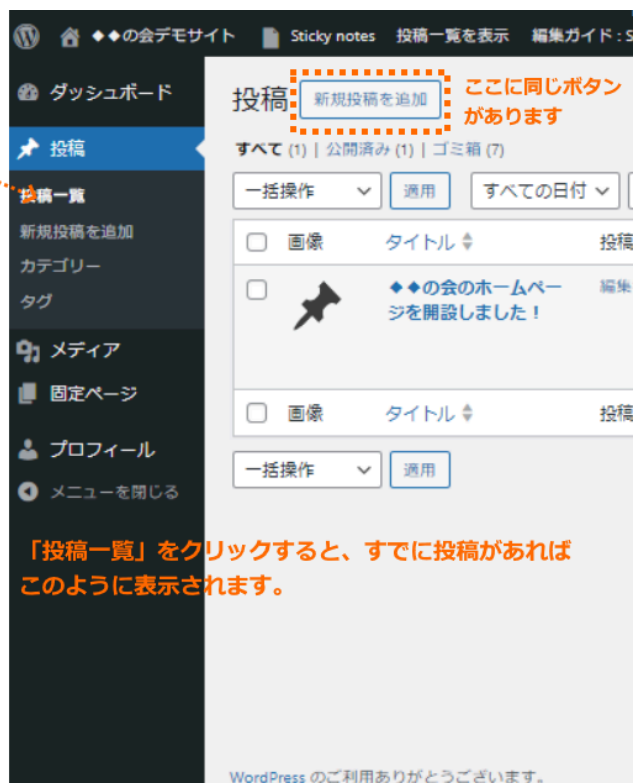 ◆◆の会デモサイト Sticky notes 投稿一覧を表示 編集ガイド : S
ダッシュボード
投稿
投稿一覧
新規投稿を追加
カテゴリー
タグ
メディア
固定ページ
プロフィール
メニューを閉じる
投稿 新規投稿を追加
ここに同じボタン
があります
すべて (1) | 公開済み (1) | ゴミ箱 (7)
一括操作 適用 すべての日付
画像 タイトル 投稿
◆◆の会のホームペー 編集
ジを開設しました！
画像 タイトル 投稿
一括操作 適用
「投稿一覧」をクリックすると、すでに投稿があれば
このように表示されます。
WordPress のご利用ありがとうございます。